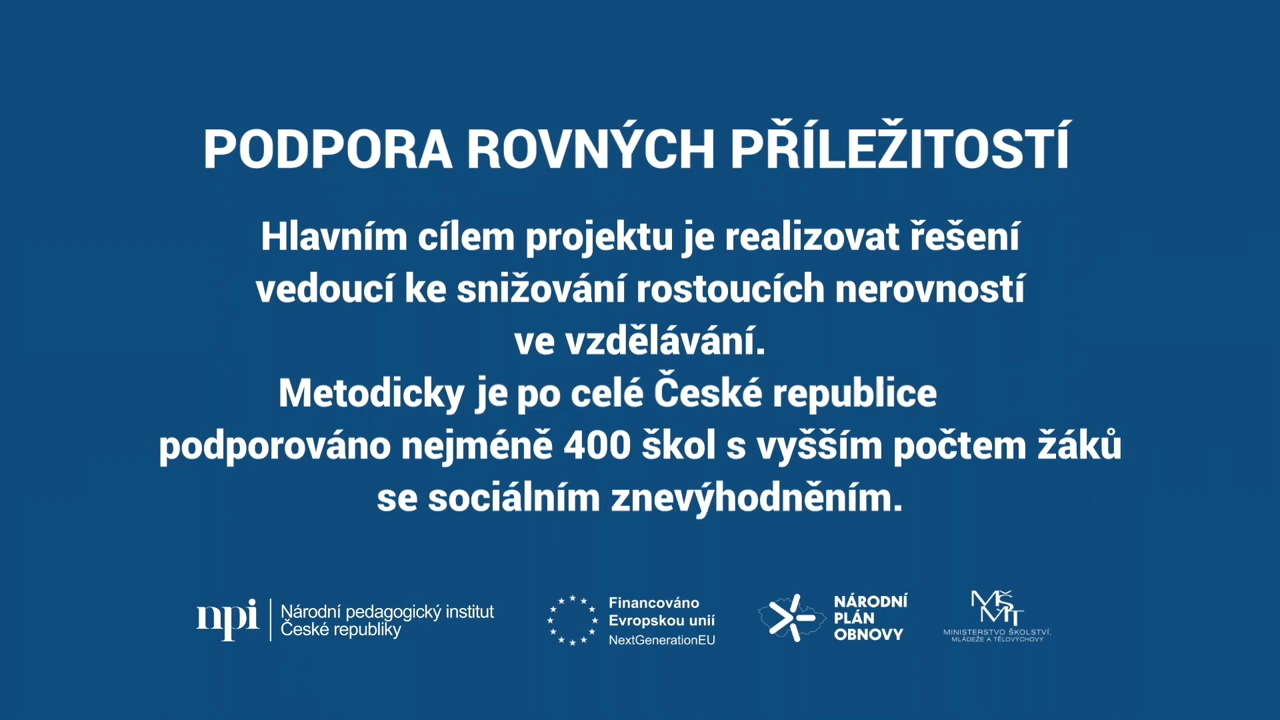 PODPORA ROVNÝCH PŘÍLEŽITOSTÍ
Hlavním cílem projektu je realizovat řešení
vedoucí ke snižování rostoucích nerovností
ve vzdělávání.
Metodicky je po celé České republice
podporováno nejméně 400 škol s vyšším počtem žáků
se sociálním znevýhodněním.
npi
Národní pedagogický institut
České republiky
Financováno
Evropskou unií
NextGenerationEU
NÁRODNÍ
PLÁN
OBNOVY
MŠMT
MINISTERSTVO ŠKOLSTVÍ,
MLÁDEŽE A TĚLOVÝCHOVY